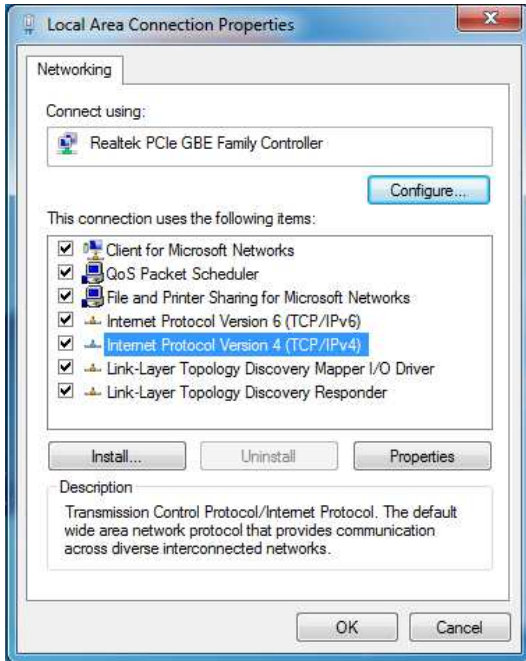 Local Area Connection Properties
Networking
Connect using:
Realtek PCIe GBE Family Controller
Configure...
This connection uses the following items:
Client for Microsoft Networks
QoS Packet Scheduler
File and Printer Sharing for Microsoft Networks
Internet Protocol Version 6 (TCP/IPv6)
Internet Protocol Version 4 (TCP/IPv4)
Link-Layer Topology Discovery Mapper I/O Driver
Link-Layer Topology Discovery Responder
Install... Uninstall Properties
Description
Transmission Control Protocol/Internet Protocol. The default
wide area network protocol that provides communication
across diverse interconnected networks.
OK Cancel